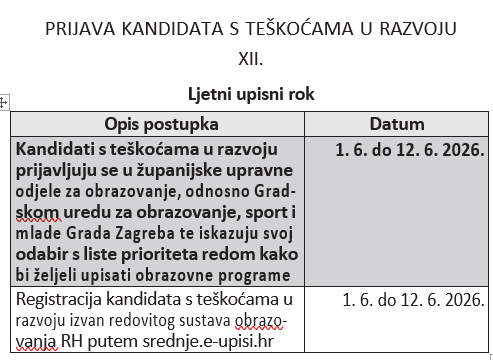 PRIJAVA KANDIDATA S TEŠKOĆAMA U RAZVOJU
XII.
Ljetni upisni rok
Opis postupka Datum
Kandidati s teškoćama u razvoju 1. 6. do 12. 6. 2026.
prijavljuju se u županijske upravne
odjele za obrazovanje, odnosno Grad-
skom uredu za obrazovanje, sport i
mlade Grada Zagreba te iskazuju svoj
odabir s liste prioriteta redom kako
bi željeli upisati obrazovne programe
Registracija kandidata s teškoćama u 1. 6. do 12. 6. 2026.
razvoju izvan redovitog sustava obrazo-
vanja RH putem srednje.e-upisi.hr